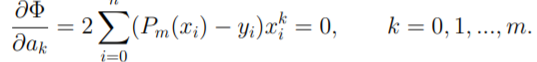 ∂Φ/∂a_k = 2 ∑_{i=0}^{n} (P_m(x_i) − y_i)x_i^k = 0, k = 0, 1, ..., m.